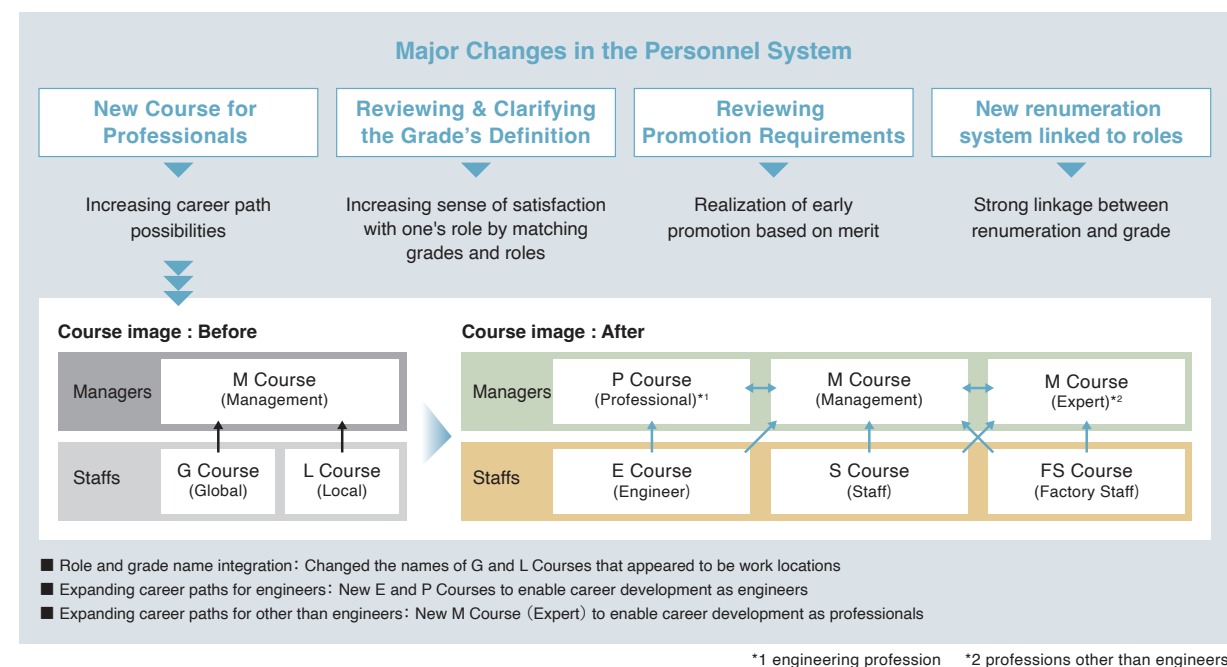 Major Changes in the Personnel System
New Course for
Professionals
Reviewing & Clarifying
the Grade's Definition
Reviewing
Promotion Requirements
New renumeration
system linked to roles
Increasing career path
possibilities
Increasing sense of satisfaction
with one's role by matching
grades and roles
Realization of early
promotion based on merit
Strong linkage between
renumeration and grade
Course image : Before
Managers
M Course
(Management)
Staffs
G Course
(Global)
L Course
(Local)
Course image : After
Managers
P Course
(Professional)*1
M Course
(Management)
M Course
(Expert)*2
Staffs
E Course
(Engineer)
S Course
(Staff)
FS Course
(Factory Staff)
■ Role and grade name integration： Changed the names of G and L Courses that appeared to be work locations
■ Expanding career paths for engineers： New E and P Courses to enable career development as engineers
■ Expanding career paths for other than engineers： New M Course（Expert）to enable career development as professionals
*1 engineering profession *2 professions other than engineers